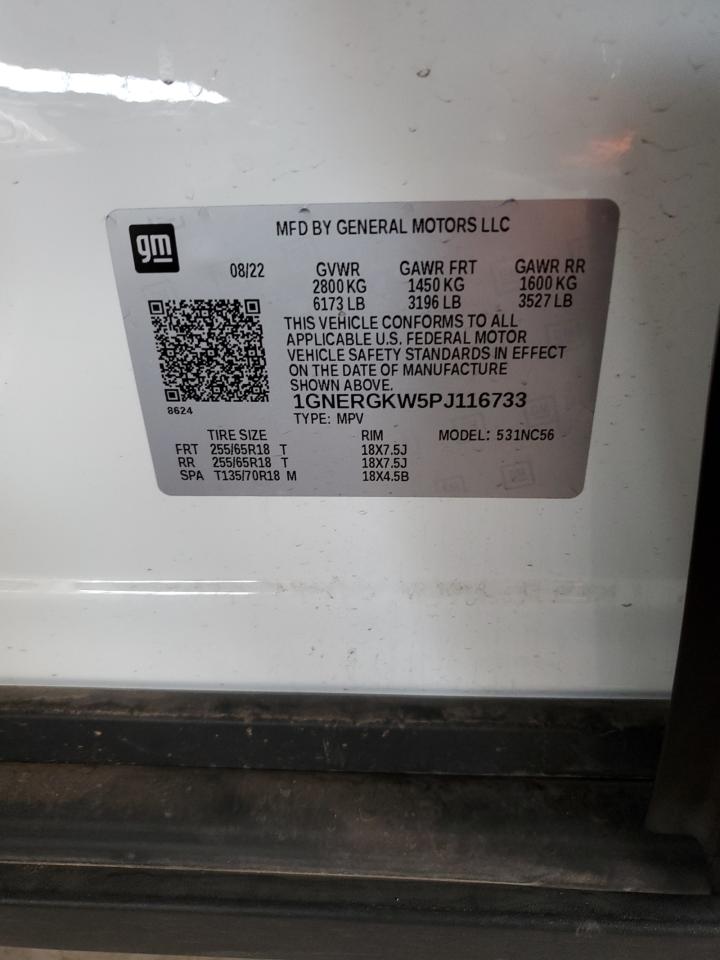 gm
MFD BY GENERAL MOTORS LLC
08/22 GVWR GAWR FRT GAWR RR
2800 KG 1450 KG 1600 KG
6173 LB 3196 LB 3527 LB
THIS VEHICLE CONFORMS TO ALL
APPLICABLE U.S. FEDERAL MOTOR
VEHICLE SAFETY STANDARDS IN EFFECT
ON THE DATE OF MANUFACTURE
SHOWN ABOVE.
8624
1GNERGKW5PJ116733
TYPE: MPV
TIRE SIZE RIM MODEL: 531NC56
FRT 255/65R18 T 18X7.5J
RR 255/65R18 T 18X7.5J
SPA T135/70R18 M 18X4.5B